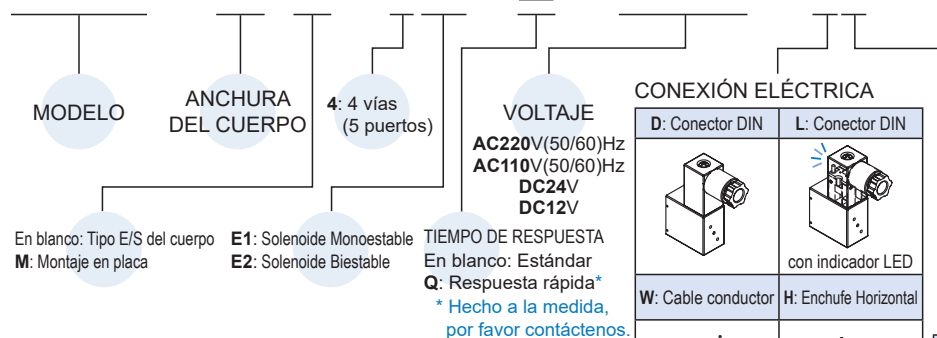 MODELO
ANCHURA
DEL CUERPO
4: 4 vías
(5 puertos)
VOLTAJE
AC220V(50/60)Hz
AC110V(50/60)Hz
DC24V
DC12V
En blanco: Tipo E/S del cuerpo
M: Montaje en placa
E1: Solenoide Monoestable
E2: Solenoide Biestable
TIEMPO DE RESPUESTA
En blanco: Estándar
Q: Respuesta rápida*
* Hecho a la medida,
por favor contáctenos.
CONEXIÓN ELÉCTRICA
D: Conector DIN
L: Conector DIN
con indicador LED
W: Cable conductor
H: Enchufe Horizontal